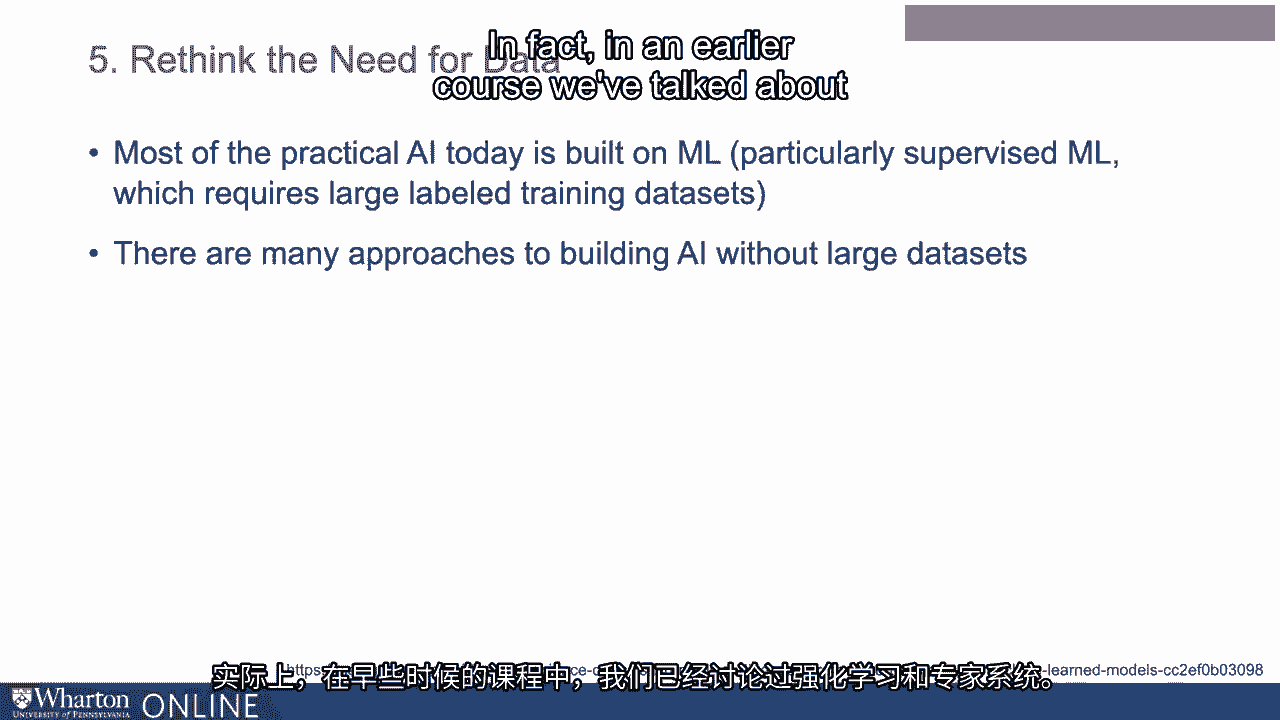 In fact, in an earlier
course we've talked about
5. Rethink the Need for Data
• Most of the practical AI today is built on ML (particularly supervised ML,
which requires large labeled training datasets)
• There are many approaches to building AI without large datasets
https -learned-models-cc2ef0b03098
实际上，在早些时候的课程中，我们已经讨论过强化学习和专家系统。
Wharton ONLINE
UNIVERSITY of PENNSYLVANIA